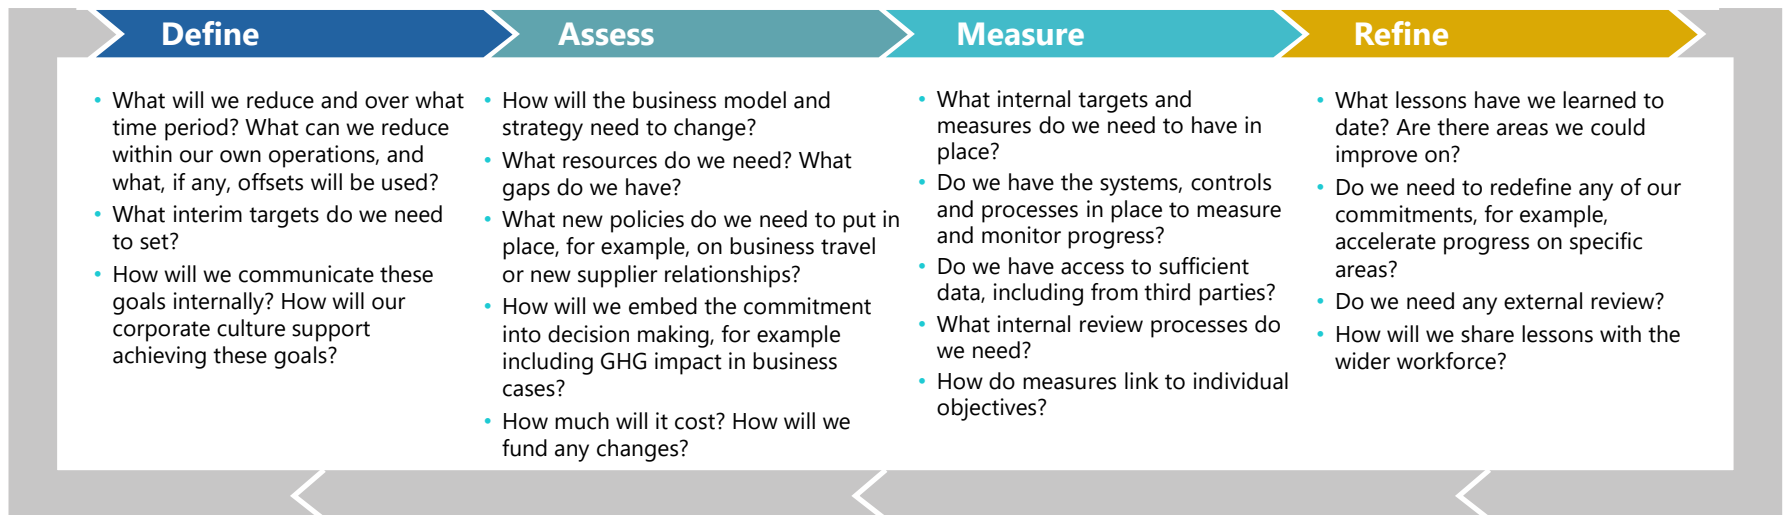 Define
• What will we reduce and over what
time period? What can we reduce
within our own operations, and
what, if any, offsets will be used?
• What interim targets do we need
to set?
• How will we communicate these
goals internally? How will our
corporate culture support
achieving these goals?
Assess
• How will the business model and
strategy need to change?
• What resources do we need? What
gaps do we have?
• What new policies do we need to put in
place, for example, on business travel
or new supplier relationships?
• How will we embed the commitment
into decision making, for example
including GHG impact in business
cases?
• How much will it cost? How will we
fund any changes?
Measure
• What internal targets and
measures do we need to have in
place?
• Do we have the systems, controls
and processes in place to measure
and monitor progress?
• Do we have access to sufficient
data, including from third parties?
• What internal review processes do
we need?
• How do measures link to individual
objectives?
Refine
• What lessons have we learned to
date? Are there areas we could
improve on?
• Do we need to redefine any of our
commitments, for example,
accelerate progress on specific
areas?
• Do we need any external review?
• How will we share lessons with the
wider workforce?